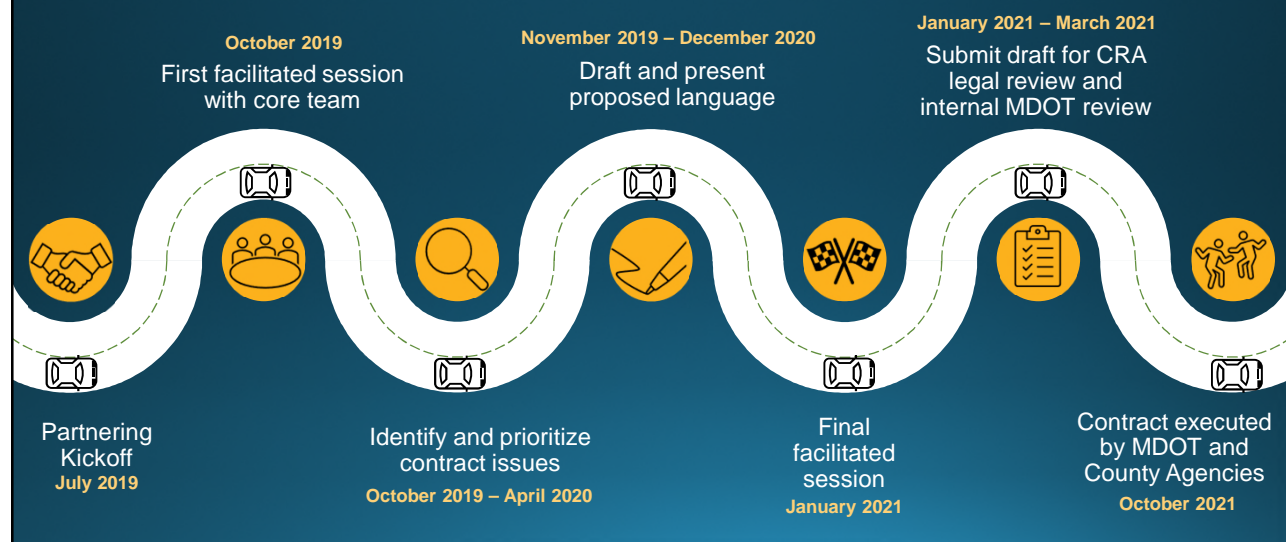 Partnering
Kickoff
July 2019
October 2019
First facilitated session
with core team
Identify and prioritize
contract issues
October 2019 – April 2020
November 2019 – December 2020
Draft and present
proposed language
Final
facilitated
session
January 2021
January 2021 – March 2021
Submit draft for CRA
legal review and
internal MDOT review
Contract executed
by MDOT and
County Agencies
October 2021